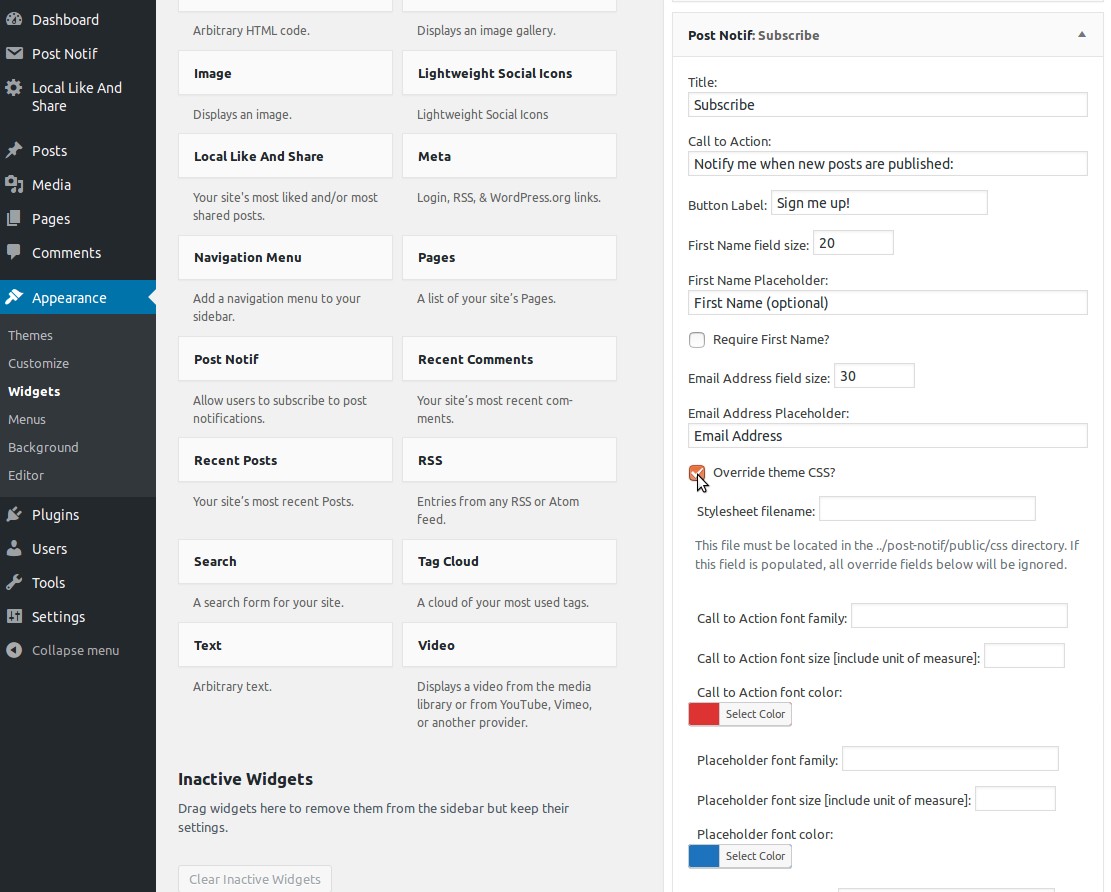 Dashboard
Post Notif
Local Like And
Share
Posts
Media
Pages
Comments
Appearance
Themes
Customize
Widgets
Menus
Background
Editor
Plugins
Users
Tools
Settings
Collapse menu
Arbitrary HTML code.
Displays an image gallery.
Image
Lightweight Social Icons
Displays an image.
Lightweight Social Icons
Local Like And Share
Meta
Your site's most liked and/or most
shared posts.
Login, RSS, & WordPress.org links.
Navigation Menu
Pages
Add a navigation menu to your
sidebar.
A list of your site's Pages.
Post Notif
Recent Comments
Allow users to subscribe to post
notifications.
Your site's most recent com-
ments.
Recent Posts
RSS
Your site's most recent Posts.
Entries from any RSS or Atom
feed.
Search
Tag Cloud
A search form for your site.
A cloud of your most used tags.
Text
Video
Arbitrary text.
Displays a video from the media
library or from YouTube, Vimeo,
or another provider.
Inactive Widgets
Drag widgets here to remove them from the sidebar but keep their
settings.
Clear Inactive Widgets
Post Notif: Subscribe
Title:
Subscribe
Call to Action:
Notify me when new posts are published:
Button Label: Sign me up!
First Name field size: 20
First Name Placeholder:
First Name (optional)
Require First Name?
Email Address field size: 30
Email Address Placeholder:
Email Address
Override theme CSS?
Stylesheet filename:
This file must be located in the ../post-notif/public/css directory. If
this field is populated, all override fields below will be ignored.
Call to Action font family:
Call to Action font size [include unit of measure]:
Call to Action font color:
Select Color
Placeholder font family:
Placeholder font size [include unit of measure]:
Placeholder font color:
Select Color